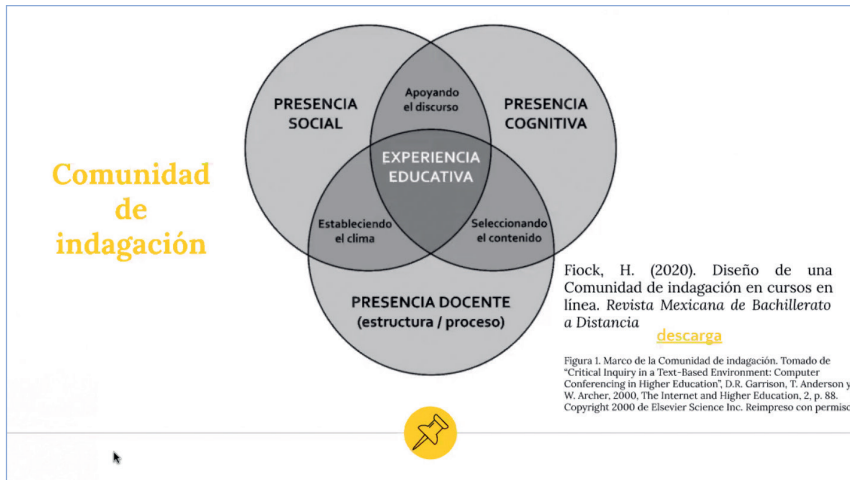 Comunidad
de
indagación
PRESENCIA
SOCIAL
Apoyando
el discurso
PRESENCIA
COGNITIVA
EXPERIENCIA
EDUCATIVA
Estableciendo
el clima
Seleccionando
el contenido
PRESENCIA DOCENTE
(estructura / proceso)
Fiock, H. (2020). Diseño de una
Comunidad de indagación en cursos en
línea. Revista Mexicana de Bachillerato
a Distancia
descarga
Figura 1. Marco de la Comunidad de indagación. Tomado de
“Critical Inquiry in a Text-Based Environment: Computer
Conferencing in Higher Education”, D.R. Garrison, T. Anderson y
W. Archer, 2000, The Internet and Higher Education, 2, p. 88.
Copyright 2000 de Elsevier Science Inc. Reimpreso con permiso